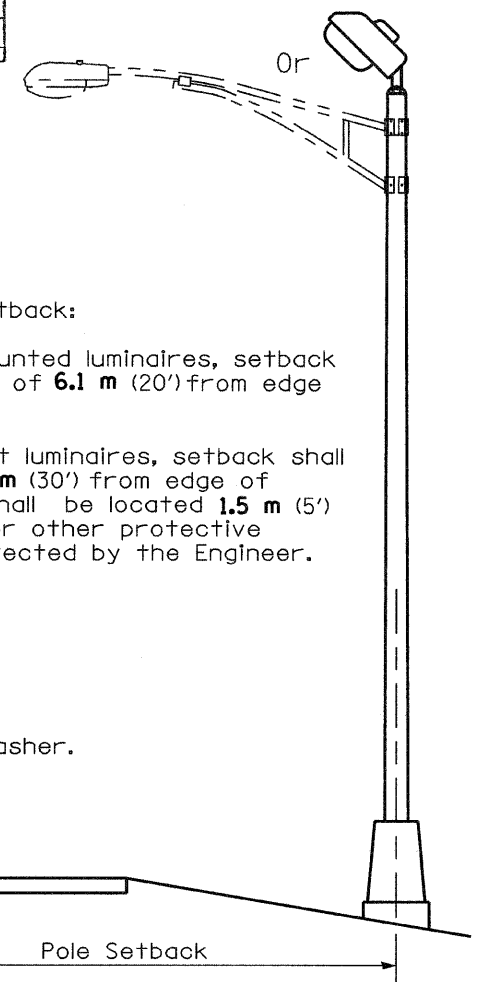 Or
tback:
unted luminaires, setback
of 6.1 m (20') from edge
t luminaires, setback shall
m (30') from edge of
hall be located 1.5 m (5')
r other protective
ected by the Engineer.
asher.
Pole Setback